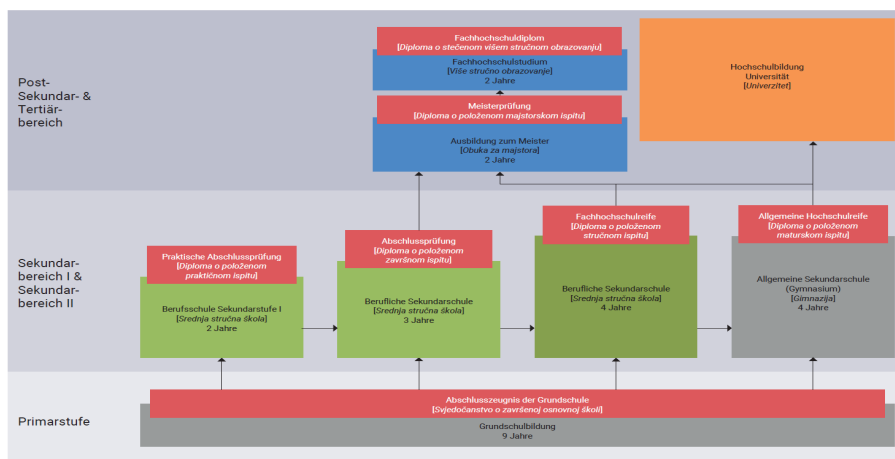 Post-
Sekundar- &
Tertiär-
bereich
Fachhochschuldiplom
[Diploma o stečenom višem stručnom obrazovanju]
Fachhochschulstudium
[Više stručno obrazovanje]
2 Jahre
Meisterprüfung
[Diploma o položenom majstorskom ispitu]
Ausbildung zum Meister
[Obuka za majstora]
2 Jahre
Hochschulbildung
Universität
[Univerzitet]
Sekundar-
bereich I &
Sekundar-
bereich II
Praktische Abschlussprüfung
[Diploma o položenom
praktičnom ispitu]
Berufsschule Sekundarstufe I
[Srednja stručna škola]
2 Jahre
Abschlussprüfung
[Diploma o položenom
završnom ispitu]
Berufliche Sekundarschule
[Srednja stručna škola]
3 Jahre
Fachhochschulreife
[Diploma o položenom
stručnom ispitu]
Berufliche Sekundarschule
[Srednja stručna škola]
4 Jahre
Allgemeine Hochschulreife
[Diploma o položenom
maturskom ispitu]
Allgemeine Sekundarschule
(Gymnasium)
[Gimnazija]
4 Jahre
Primarstufe
Abschlusszeugnis der Grundschule
[Svjedočanstvo o završenoj osnovnoj školi]
Grundschulbildung
9 Jahre